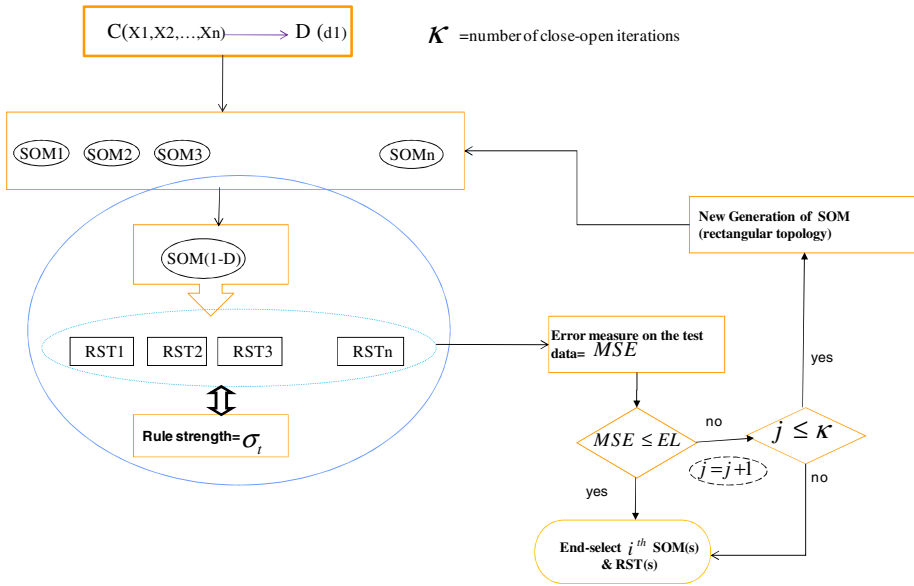 C(X1,X2,...,Xn) D (d1)
κ =number of close-open iterations
SOM1 SOM2 SOM3 SOMn
New Generation of SOM
(rectangular topology)
SOM(1-D)
RST1 RST2 RST3 RSTn
Error measure on the test
data= MSE
yes
Rule strength=σ_t
MSE ≤ EL
no
j ≤ κ
j=j+1
yes
no
End-select i^th SOM(s)
& RST(s)